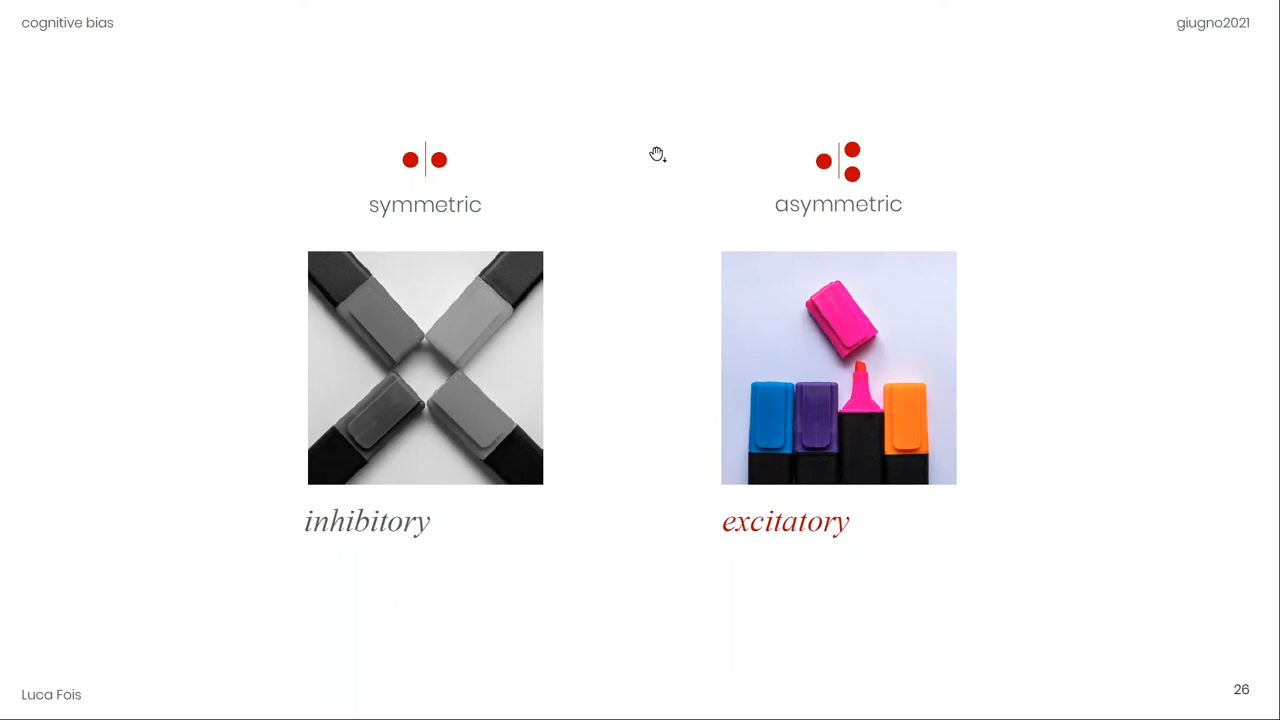 cognitive bias
giugno2021
symmetric
asymmetric
inhibitory
excitatory
Luca Fois
26